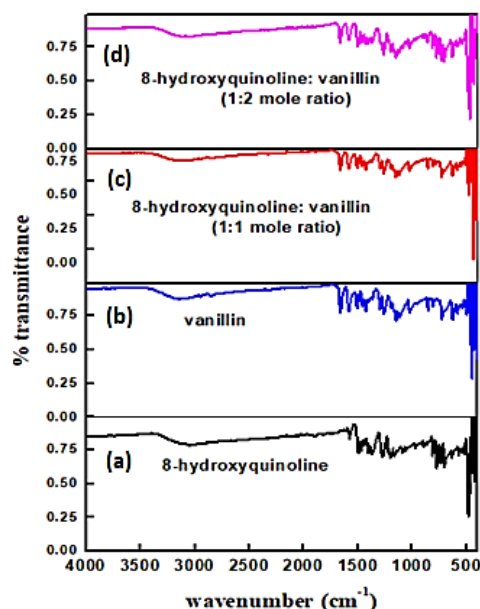 (d)
8-hydroxyquinoline: vanillin
(1:2 mole ratio)
0.75
0.50
0.25
0.00
(c)
8-hydroxyquinoline: vanillin
(1:1 mole ratio)
0.75
0.50
0.25
0.00
(b)
vanillin
0.75
0.50
0.25
0.00
(a)
8-hydroxyquinoline
0.75
0.50
0.25
0.00
% transmittance
4000 3500 3000 2500 2000 1500 1000 500
wavenumber (cm⁻¹)